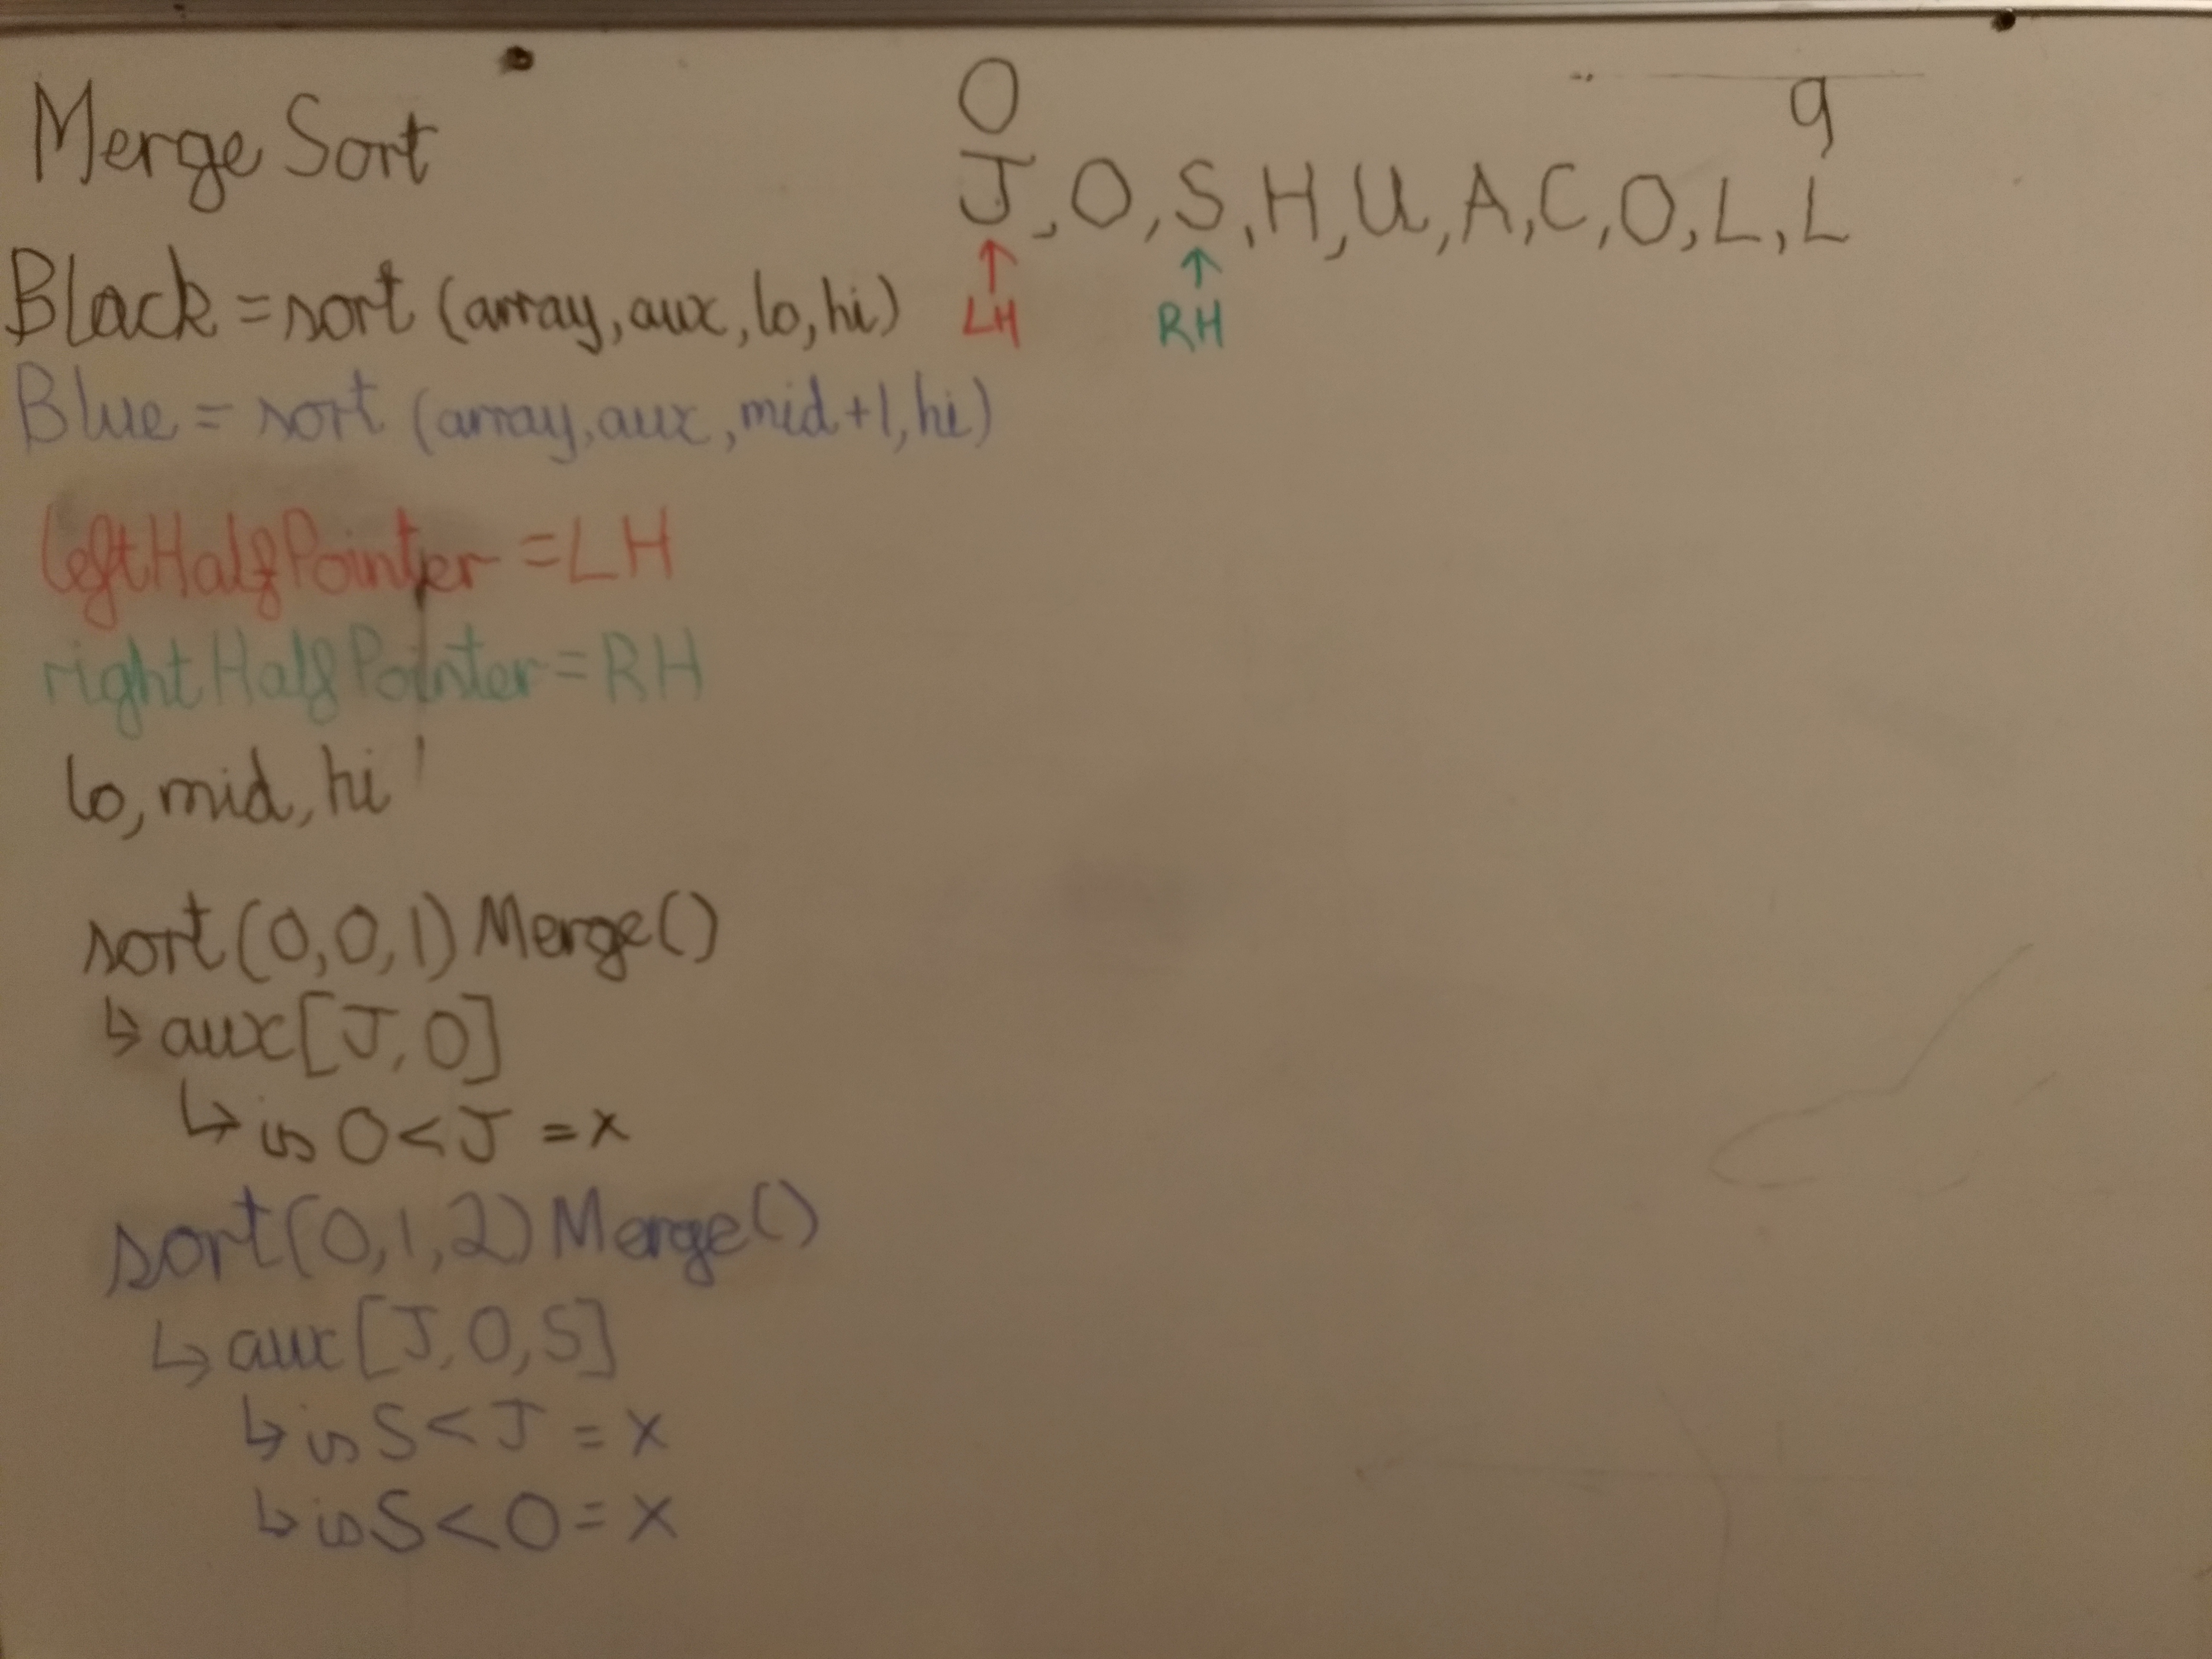 Merge Sort
0 9
J, O, S, H, U, A, C, O, L, L
LH RH
Black = sort (array, aux, lo, hi)
Blue = sort (array, aux, mid+1, hi)
leftHalfPointer = LH
rightHalfPointer = RH
lo, mid, hi
sort(0,0,1) Merge()
↳ aux[J, O]
↳ is O < J = x
sort(0,1,2) Merge()
↳ aux[J, O, S]
↳ is S < J = x
↳ is S < O = x